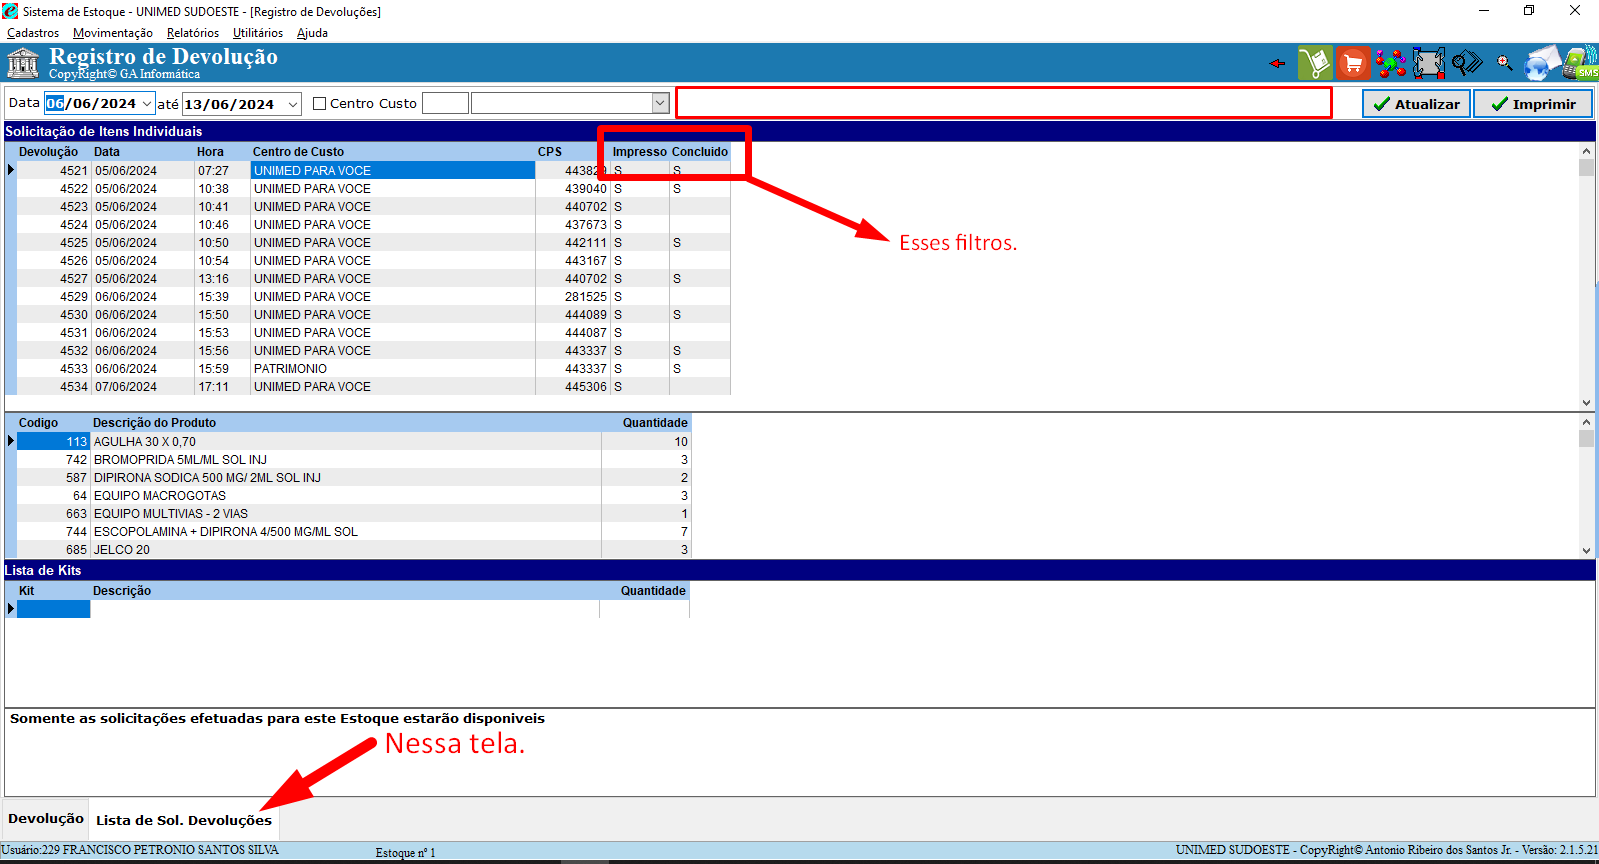 Sistema de Estoque - UNIMED SUDOESTE - [Registro de Devoluções]
Cadastros Movimentação Relatórios Utilitários Ajuda
Registro de Devolução
CopyRight© GA Informática
SMS
Data 06/06/2024 até 13/06/2024 Centro Custo Atualizar Imprimir
Solicitação de Itens Individuais
Devolução Data Hora Centro de Custo CPS Impresso Concluido
4521 05/06/2024 07:27 UNIMED PARA VOCE 443829 S S
4522 05/06/2024 10:38 UNIMED PARA VOCE 439040 S S
4523 05/06/2024 10:41 UNIMED PARA VOCE 440702 S
4524 05/06/2024 10:46 UNIMED PARA VOCE 437673 S
4525 05/06/2024 10:50 UNIMED PARA VOCE 442111 S S
4526 05/06/2024 10:54 UNIMED PARA VOCE 443167 S
4527 05/06/2024 13:16 UNIMED PARA VOCE 440702 S S
4529 06/06/2024 15:39 UNIMED PARA VOCE 281525 S
4530 06/06/2024 15:50 UNIMED PARA VOCE 444089 S S
4531 06/06/2024 15:53 UNIMED PARA VOCE 444087 S
4532 06/06/2024 15:56 UNIMED PARA VOCE 443337 S S
4533 06/06/2024 15:59 PATRIMONIO 443337 S S
4534 07/06/2024 17:11 UNIMED PARA VOCE 445306 S
Esses filtros.
Codigo Descrição do Produto Quantidade
113 AGULHA 30 X 0,70 10
742 BROMOPRIDA 5ML/ML SOL INJ 3
587 DIPIRONA SODICA 500 MG/ 2ML SOL INJ 2
64 EQUIPO MACROGOTAS 3
663 EQUIPO MULTIVIAS - 2 VIAS 1
744 ESCOPOLAMINA + DIPIRONA 4/500 MG/ML SOL 7
685 JELCO 20 3
Lista de Kits
Kit Descrição Quantidade
Somente as solicitações efetuadas para este Estoque estarão disponiveis
Nessa tela.
Devolução Lista de Sol. Devoluções
Usuário:229 FRANCISCO PETRONIO SANTOS SILVA Estoque nº 1 UNIMED SUDOESTE - CopyRight© Antonio Ribeiro dos Santos Jr. - Versão: 2.1.5.21